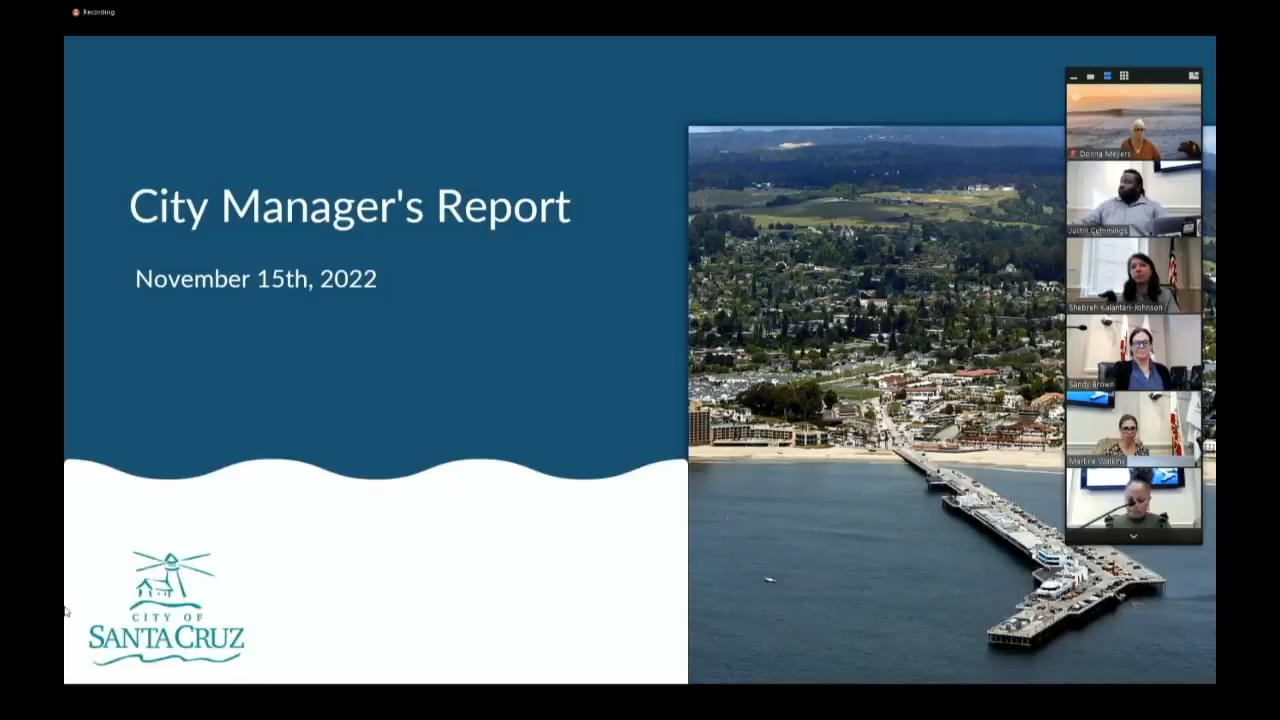 Recording
City Manager's Report
November 15th, 2022
CITY OF
SANTA CRUZ
Donna Meyers
Justin Cummings
Shebreh Kalantari-Johnson
Sandy Brown
Martine Watkins